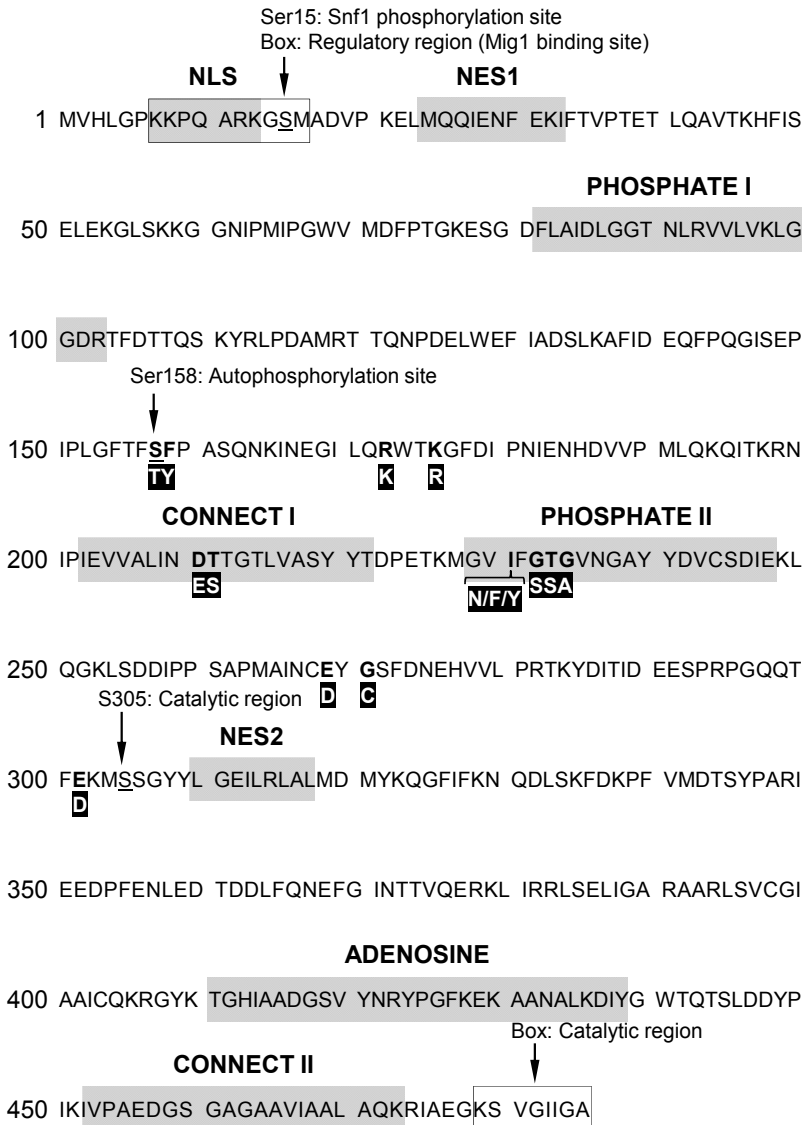 Ser15: Snf1 phosphorylation site
Box: Regulatory region (Mig1 binding site)
NLS NES1
1 MVHLGPKKPQ ARKGSMADVP KELMQQIENF EKIFTVPTET LQAVTKHFIS
PHOSPHATE I
50 ELEKGLSKKG GNIPMIPGWV MDFPTGKESG DFLAIDLGGT NLRVVLVKLG
100 GDRTFDTTQS KYRLPDAMRT TQNPDELWEF IADSLKAFID EQFPQGISEP
Ser158: Autophosphorylation site
150 IPLGFTFSFP ASQNKINEGI LQRWTKGFDI PNIENHDVVP MLQKQITKRN
TY K R
CONNECT I PHOSPHATE II
200 IPIEVVALIN DTTGTLVASY YTDPETKMGV IFGTGVNGAY YDVCSDIEKL
ES N/F/Y SSA
250 QGKLSDDIPP SAPMAINCEY GSFDNEHVVL PRTKYDITID EESPRPGQQT
D C
S305: Catalytic region
NES2
300 FEKMSSGYYL GEILRLALMD MYKQGFIFKN QDLSKFDKPF VMDTSYPARI
D
350 EEDPFENLED TDDLFQNEFG INTTVQERKL IRRLSELIGA RAARLSVCGI
ADENOSINE
400 AAICQKRGYK TGHIAADGSV YNRYPGFKEK AANALKDIYG WTQTSLDDYP
Box: Catalytic region
CONNECT II
450 IKIVPAEDGS GAGAAVIAAL AQKRIAEGKS VGIIGA